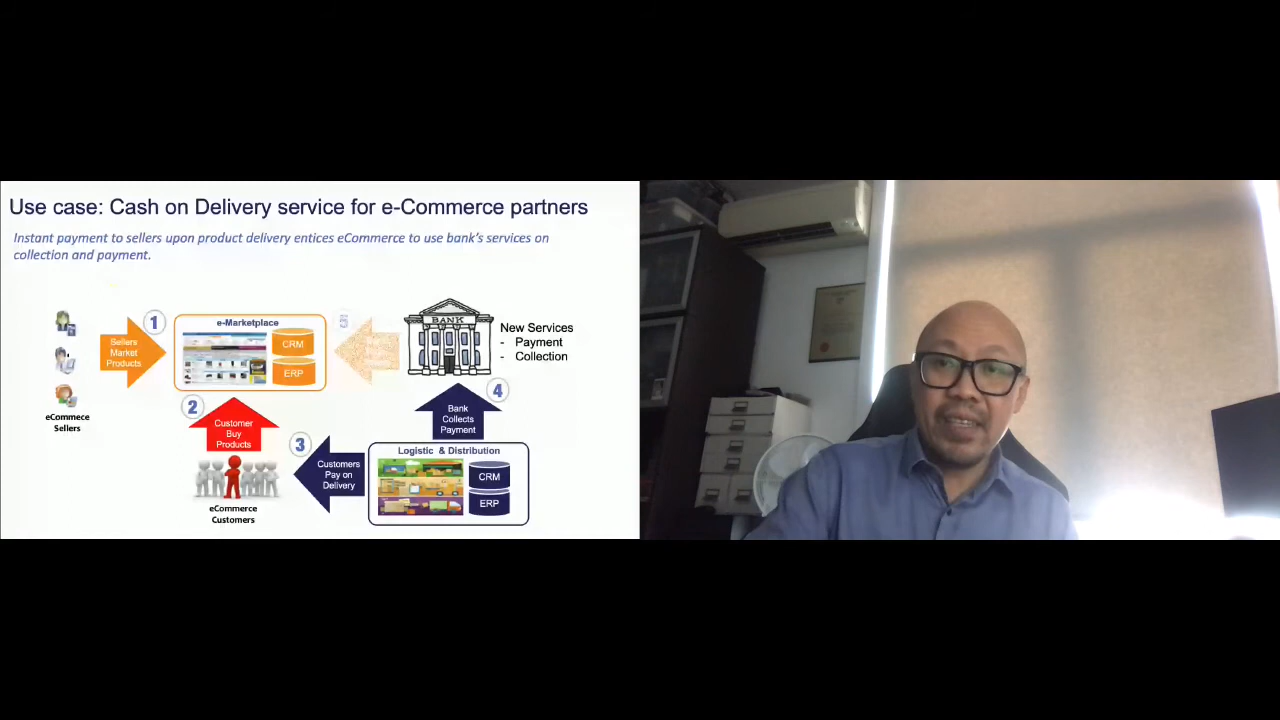 Use case: Cash on Delivery service for e-Commerce partners
Instant payment to sellers upon product delivery entices eCommerce to use bank's services on
collection and payment.
1
Sellers
Market
Products
eCommece
Sellers
e-Marketplace
CRM
ERP
5
BANK
New Services
- Payment
- Collection
2
Customer
Buy
Products
eCommerce
Customers
3
Customers
Pay on
Delivery
4
Bank
Collects
Payment
Logistic & Distribution
CRM
ERP